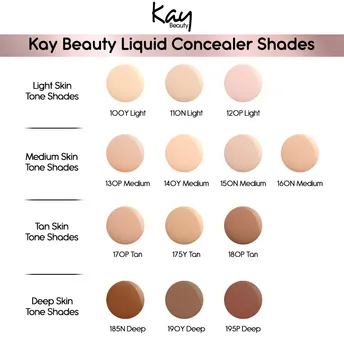 Kay
Beauty
Kay Beauty Liquid Concealer Shades
Light Skin
Tone Shades
100Y Light
110N Light
120P Light
Medium Skin
Tone Shades
130P Medium
140Y Medium
150N Medium
160N Medium
Tan Skin
Tone Shades
170P Tan
175Y Tan
180P Tan
Deep Skin
Tone Shades
185N Deep
190Y Deep
195P Deep